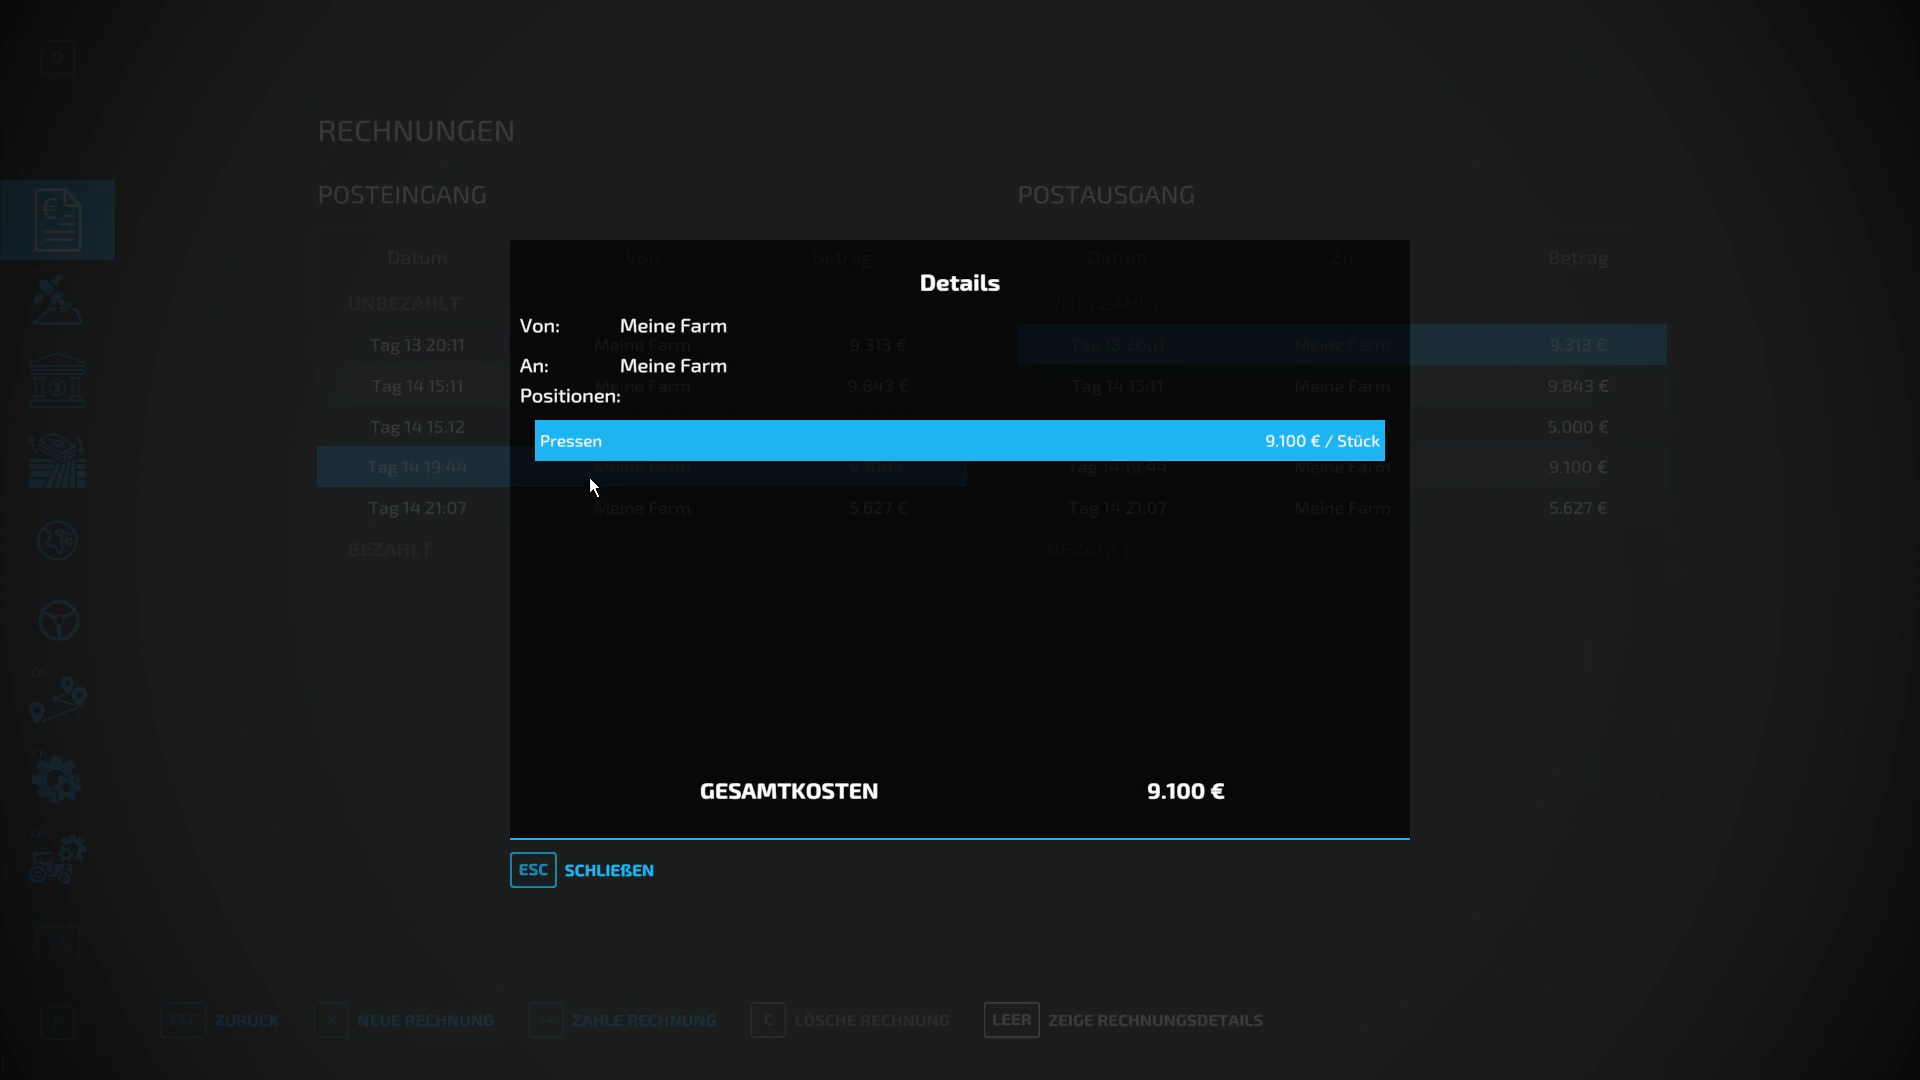 Q
RECHNUNGEN
POSTEINGANG
POSTAUSGANG
Datum Von Betrag
Datum Zu Betrag
UNBEZAHLT
UNBEZAHLT
Tag 13 20:11 Meine Farm 9.313 €
Tag 13 20:11 Meine Farm 9.313 €
Tag 14 15:11 9.843 €
Tag 14 15:11 Meine Farm 9.843 €
Tag 14 15:12
5.000 €
Tag 14 19:44 Meine Farm 9.100 €
Tag 14 19:44 Meine Farm 9.100 €
Tag 14 21:07 Meine Farm 5.627 €
Tag 14 21:07 Meine Farm 5.627 €
BEZAHLT
BEZAHLT
Details
Von: Meine Farm
An: Meine Farm
Positionen:
Pressen 9.100 € / Stück
GESAMTKOSTEN 9.100 €
ESC SCHLIEßEN
CP
CP
CP
E
ESC ZURÜCK X NEUE RECHNUNG ↵ ZAHLE RECHNUNG C LÖSCHE RECHNUNG LEER ZEIGE RECHNUNGSDETAILS